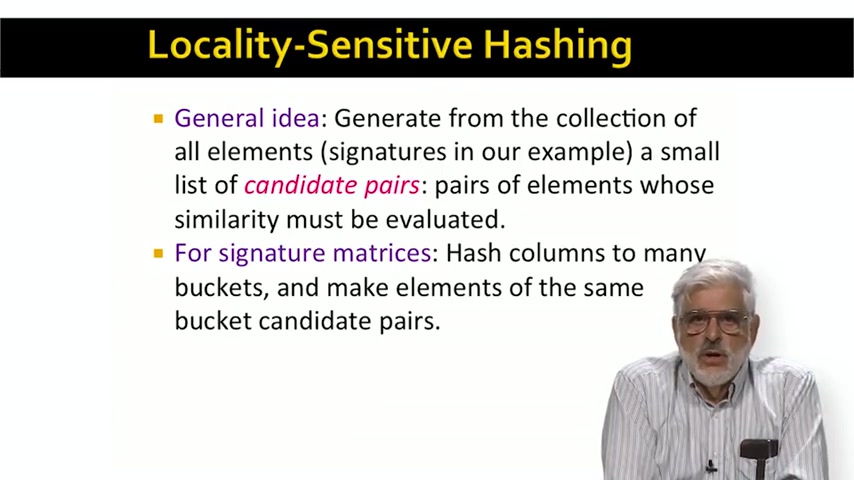 Locality-Sensitive Hashing
General idea: Generate from the collection of
all elements (signatures in our example) a small
list of candidate pairs: pairs of elements whose
similarity must be evaluated.
For signature matrices: Hash columns to many
buckets, and make elements of the same
bucket candidate pairs.